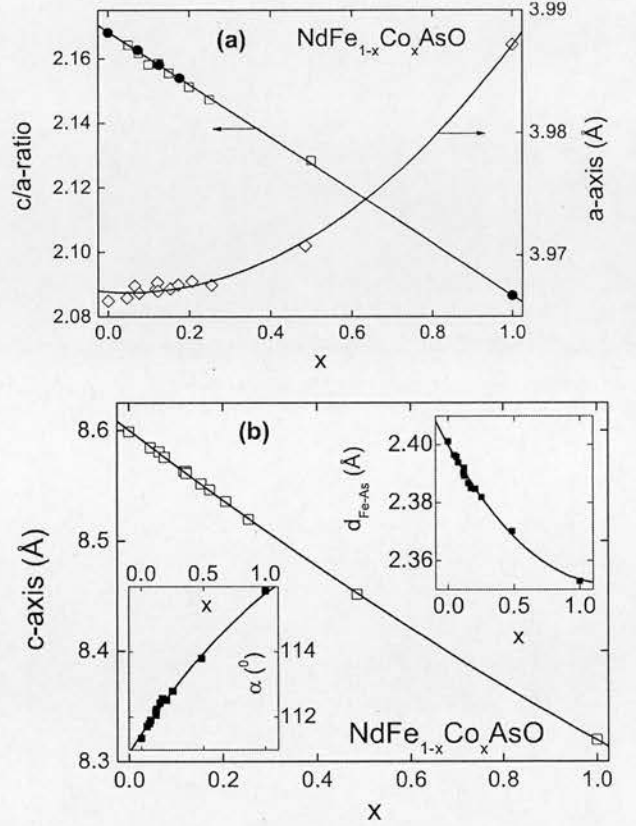 (a)
NdFe1-xCoxAsO
3.99
2.16
2.14
2.12
2.10
2.08
c/a-ratio
3.98
3.97
a-axis (Å)
0.0 0.2 0.4 0.6 0.8 1.0
x
(b)
8.6
8.5
8.4
8.3
c-axis (Å)
2.40
2.38
2.36
dFe-As (Å)
0.0 0.5 1.0
x
0.0 0.5 1.0
x
114
112
α (0)
NdFe1-xCoxAsO
0.0 0.2 0.4 0.6 0.8 1.0
x